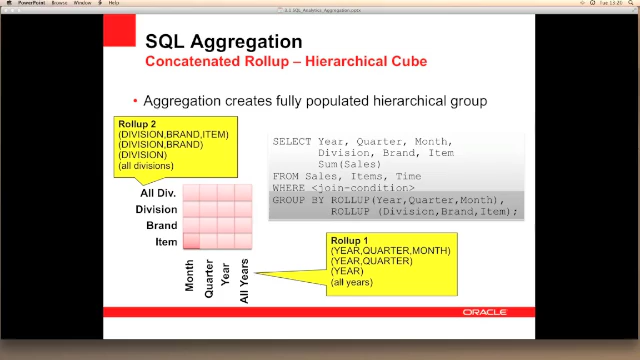 PowerPoint Browse Window Help
2.1 SQL_Analytics_Aggregation.pptx
Tue 13:20
SQL Aggregation
Concatenated Rollup – Hierarchical Cube
• Aggregation creates fully populated hierarchical group
Rollup 2
(DIVISION,BRAND,ITEM)
(DIVISION,BRAND)
(DIVISION)
(all divisions)
SELECT Year, Quarter, Month,
Division, Brand, Item
Sum(Sales)
FROM Sales, Items, Time
WHERE <join-condition>
GROUP BY ROLLUP(Year,Quarter,Month),
ROLLUP (Division,Brand,Item);
All Div.
Division
Brand
Item
Month
Quarter
Year
All Years
Rollup 1
(YEAR,QUARTER,MONTH)
(YEAR,QUARTER)
(YEAR)
(all years)
ORACLE